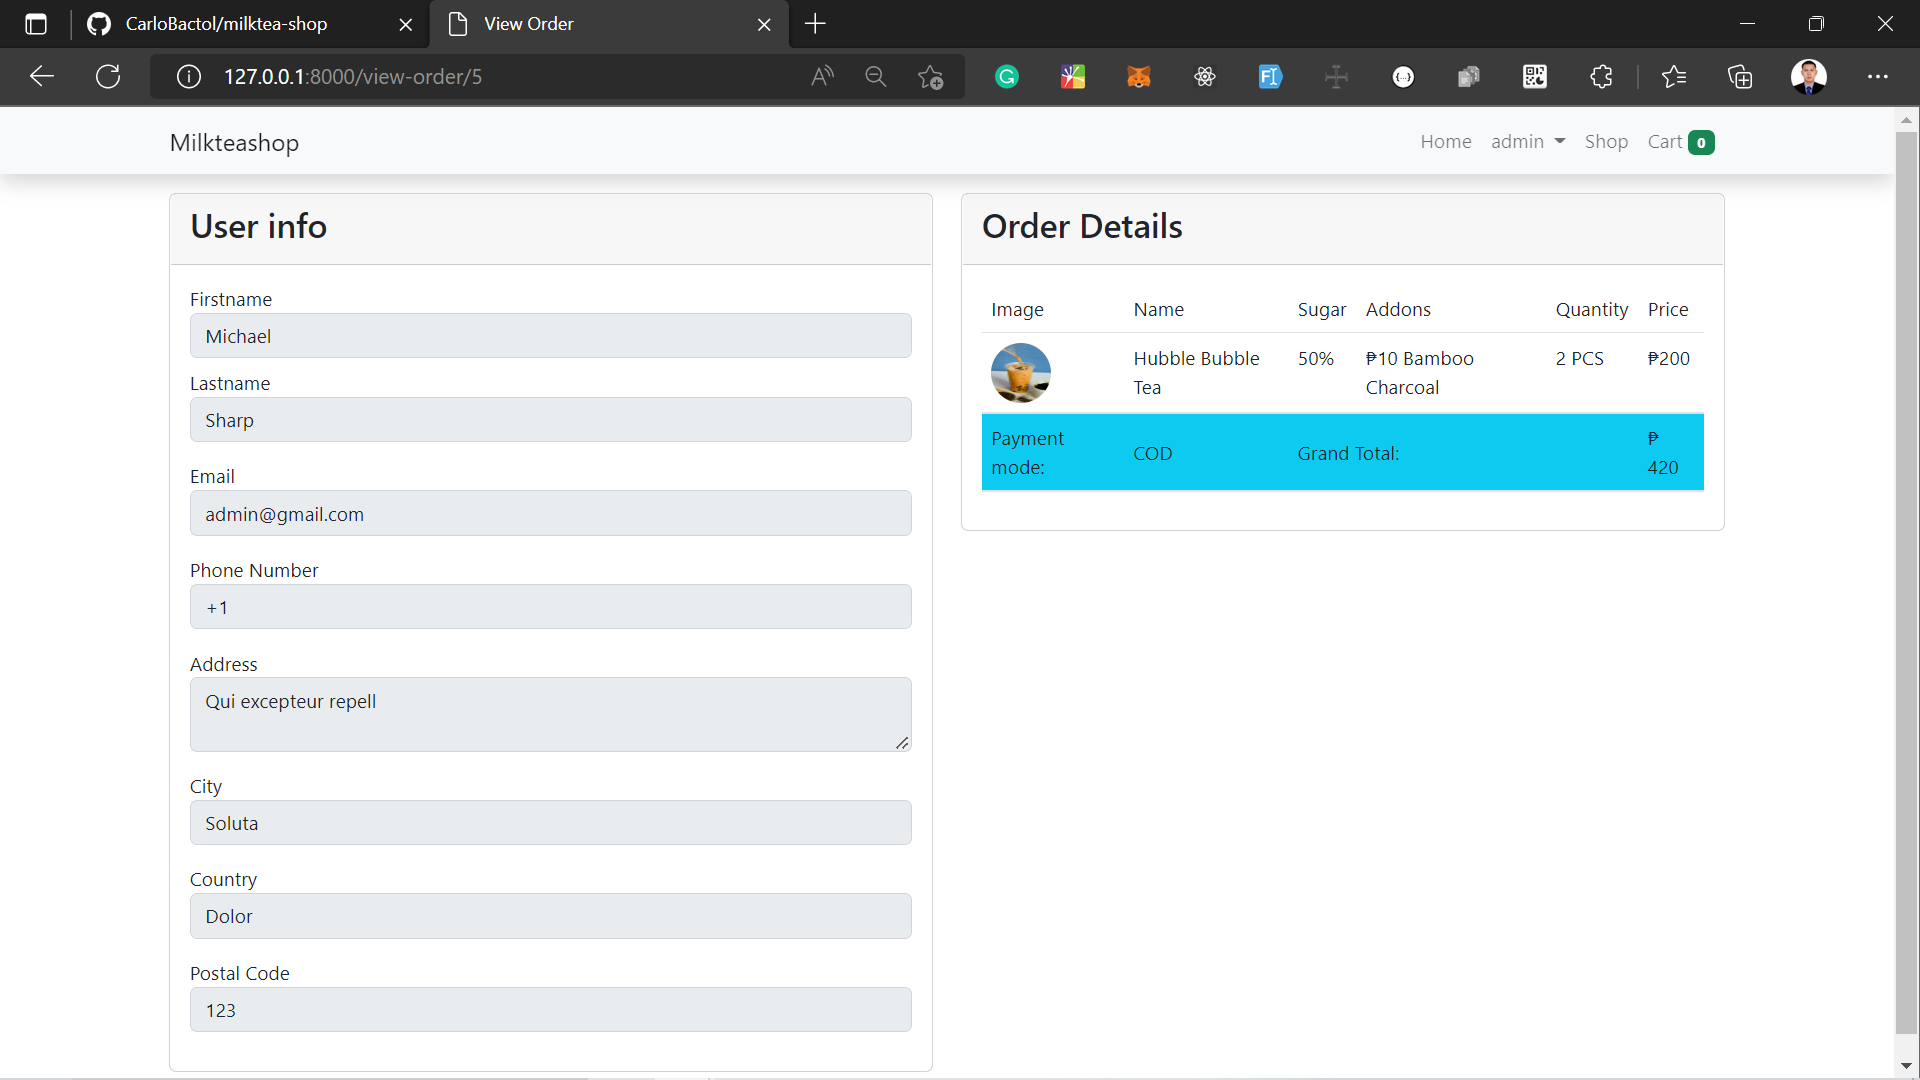 CarloBactol/milktea-shop
View Order
127.0.0.1:8000/view-order/5
Milkteashop
Home
admin
Shop
Cart 0
User info
Firstname
Michael
Lastname
Sharp
Email
admin@gmail.com
Phone Number
+1
Address
Qui excepteur repell
City
Soluta
Country
Dolor
Postal Code
123
Order Details
Image Name Sugar Addons Quantity Price
Hubble Bubble
Tea
50%
₱10 Bamboo
Charcoal
2 PCS
₱200
Payment
mode:
COD
Grand Total:
₱
420